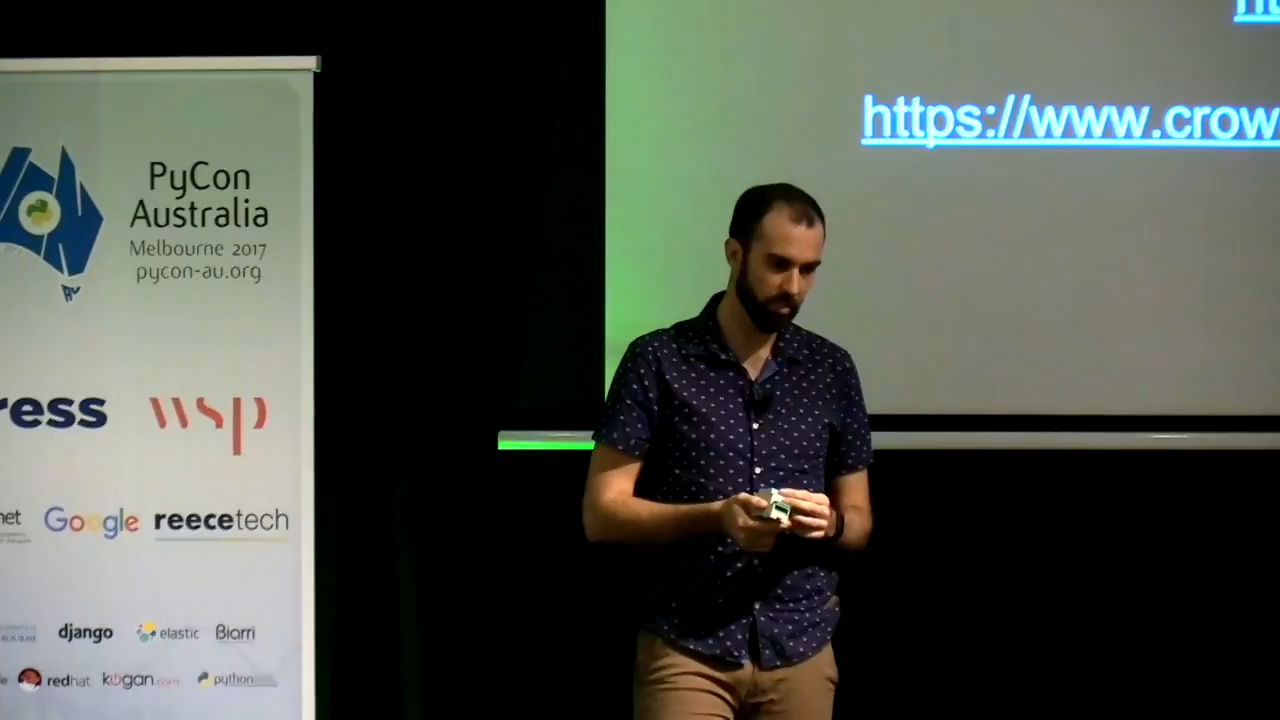 https://www.crow
PyCon
Australia
Melbourne 2017
pycon-au.org
ress
wsp
net
Google
reecetech
django
elastic
Biarri
redhat
kogan.com
python